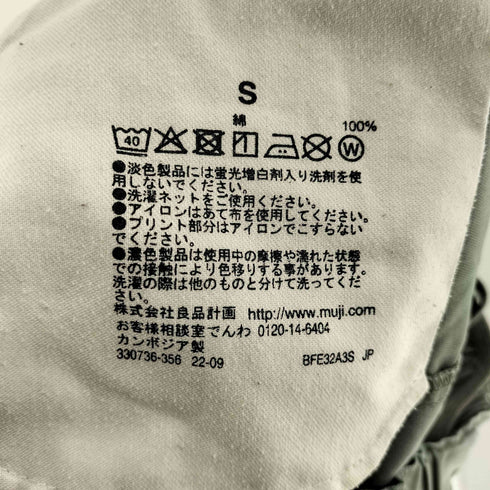 S
綿 100%
40 W
●淡色製品には蛍光増白剤入り洗剤を使
用しないでください。
●洗濯ネットをご使用ください。
●アイロンはあて布を使用してください。
●プリント部分はアイロンでこすらない
でください。
●濃色製品は使用中の摩擦や濡れた状態
での接触により色移りする事があります。
洗濯の際は他のものと分けて洗ってくだ
さい。
株式会社良品計画 http://www.muji.com
お客様相談室でんわ 0120-14-6404
カンボジア製
330736-356 22-09 BFE32A3S JP